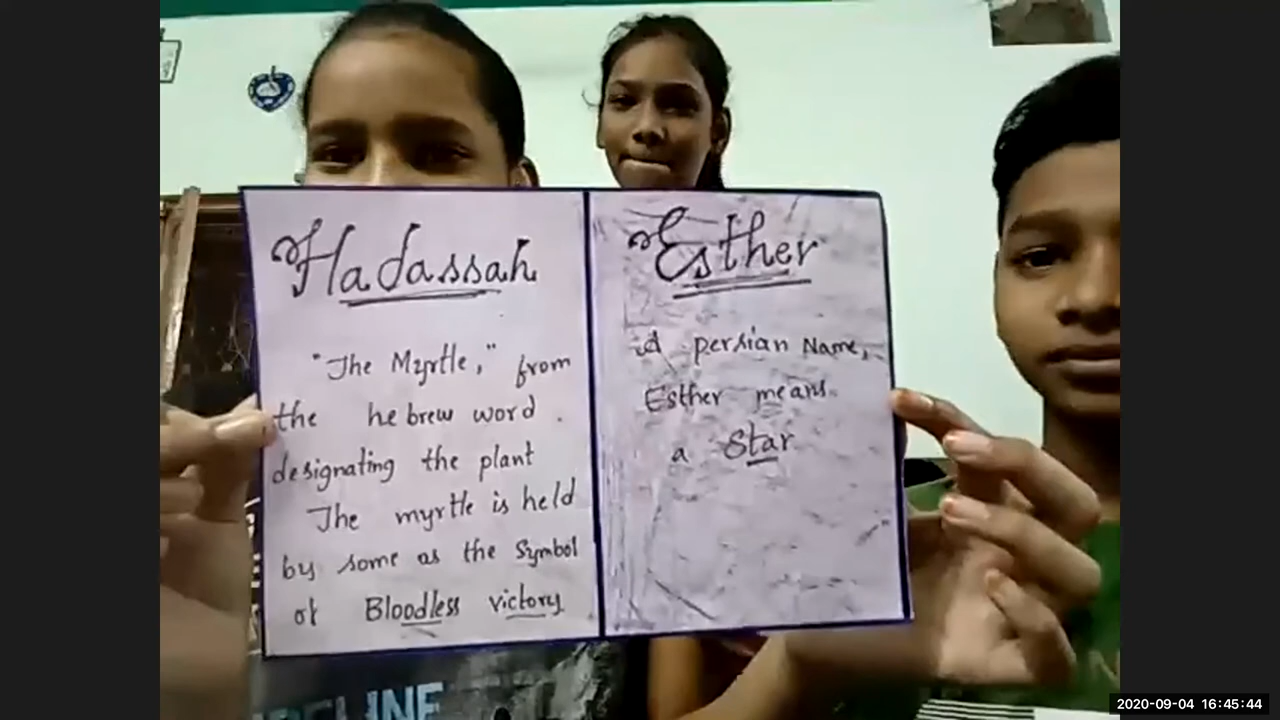 Hadassah
"The Myrtle," from
the hebrew word.
designating the plant
The myrtle is held
by some as the Symbol
of Bloodless victory
Esther
persian Name,
Esther means
a Star
2020-09-04 16:45:44